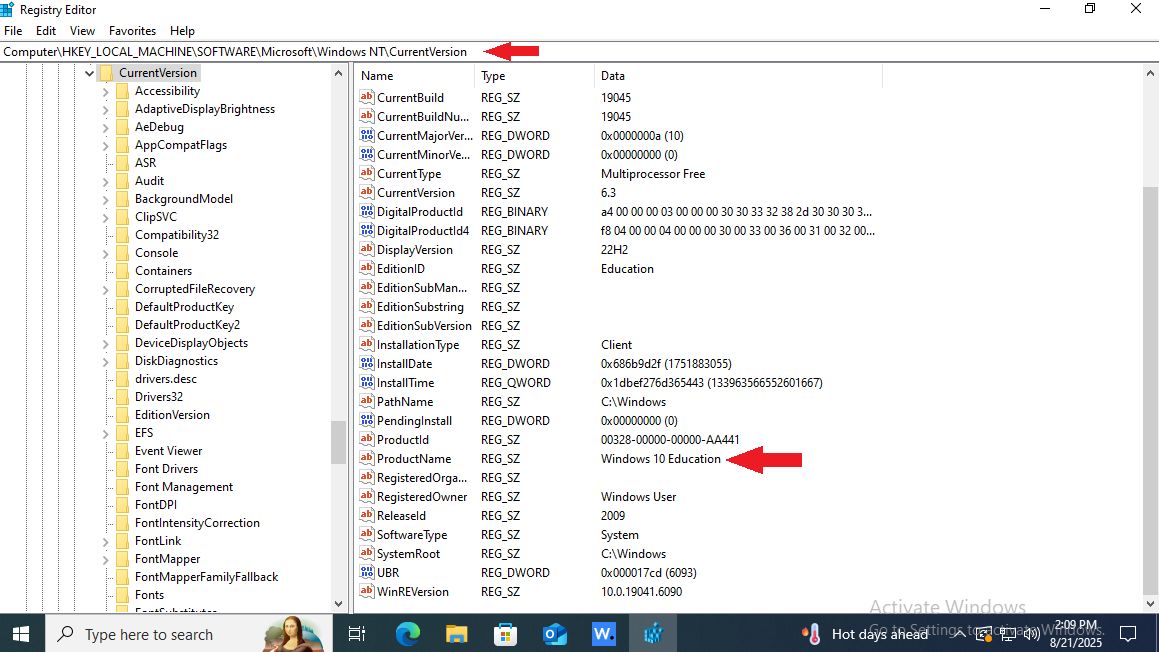 Registry Editor
File Edit View Favorites Help
Computer\HKEY_LOCAL_MACHINE\SOFTWARE\Microsoft\Windows NT\CurrentVersion
CurrentVersion
Accessibility
AdaptiveDisplayBrightness
AeDebug
AppCompatFlags
ASR
Audit
BackgroundModel
ClipSVC
Compatibility32
Console
Containers
CorruptedFileRecovery
DefaultProductKey
DefaultProductKey2
DeviceDisplayObjects
DiskDiagnostics
drivers.desc
Drivers32
EditionVersion
EFS
Event Viewer
Font Drivers
Font Management
FontDPI
FontIntensityCorrection
FontLink
FontMapper
FontMapperFamilyFallback
Fonts
FontSubstitutes
Name Type Data
CurrentBuild REG_SZ 19045
CurrentBuildNu... REG_SZ 19045
CurrentMajorVer... REG_DWORD 0x0000000a (10)
CurrentMinorVe... REG_DWORD 0x00000000 (0)
CurrentType REG_SZ Multiprocessor Free
CurrentVersion REG_SZ 6.3
DigitalProductId REG_BINARY a4 00 00 00 03 00 00 00 30 30 33 32 38 2d 30 30 30 3...
DigitalProductId4 REG_BINARY f8 04 00 00 04 00 00 00 30 00 33 00 36 00 31 00 32 00...
DisplayVersion REG_SZ 22H2
EditionID REG_SZ Education
EditionSubMan... REG_SZ
EditionSubstring REG_SZ
EditionSubVersion REG_SZ
InstallationType REG_SZ Client
InstallDate REG_DWORD 0x686b9d2f (1751883055)
InstallTime REG_QWORD 0x1dbef276d365443 (133963566552601667)
PathName REG_SZ C:\Windows
PendingInstall REG_DWORD 0x00000000 (0)
ProductId REG_SZ 00328-00000-00000-AA441
ProductName REG_SZ Windows 10 Education
RegisteredOrga... REG_SZ
RegisteredOwner REG_SZ Windows User
ReleaseId REG_SZ 2009
SoftwareType REG_SZ System
SystemRoot REG_SZ C:\Windows
UBR REG_DWORD 0x000017cd (6093)
WinREVersion REG_SZ 10.0.19041.6090
Activate Windows
Go to Settings to activate Windows.
Type here to search
W.
Hot days ahead
2:09 PM
8/21/2025